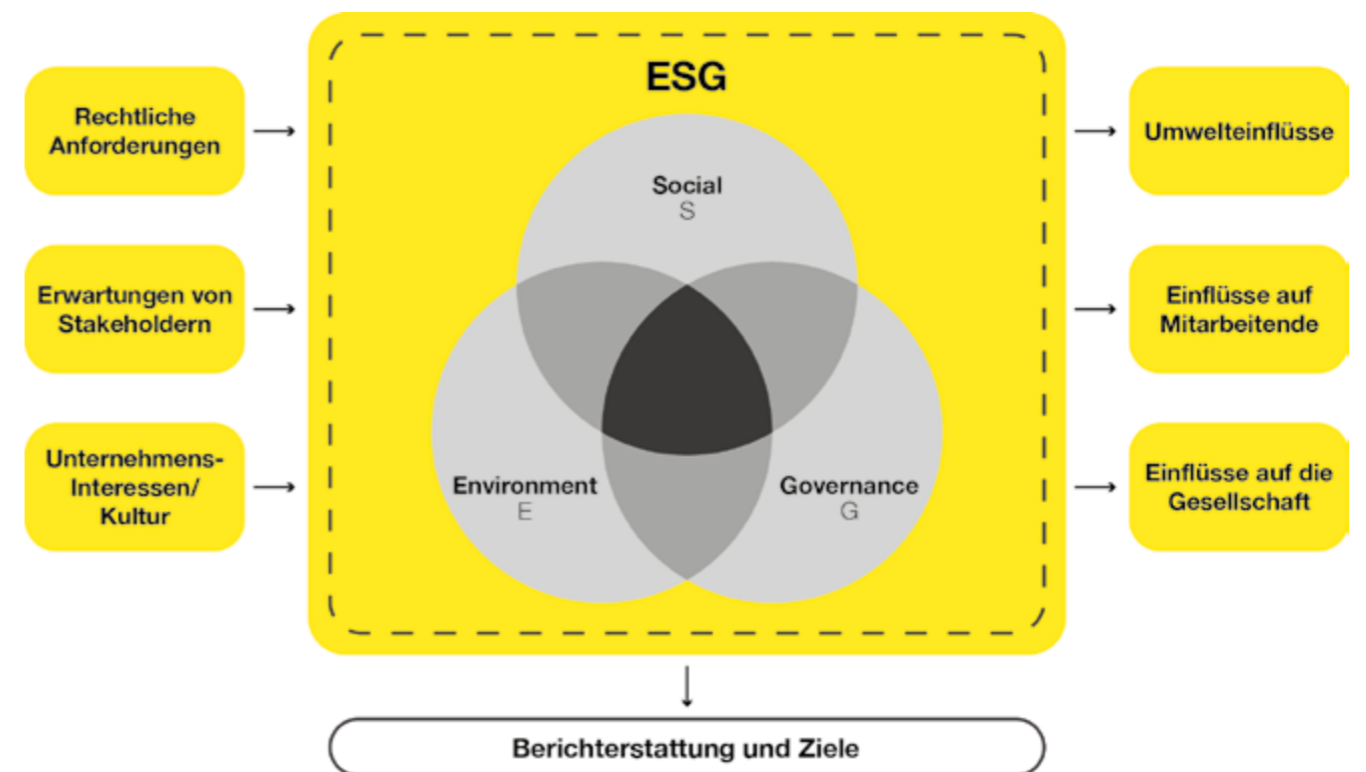 ESG
Rechtliche
Anforderungen
Erwartungen von
Stakeholdern
Unternehmens-
Interessen/
Kultur
Social
S
Environment
E
Governance
G
Umwelteinflüsse
Einflüsse auf
Mitarbeitende
Einflüsse auf die
Gesellschaft
Berichterstattung und Ziele